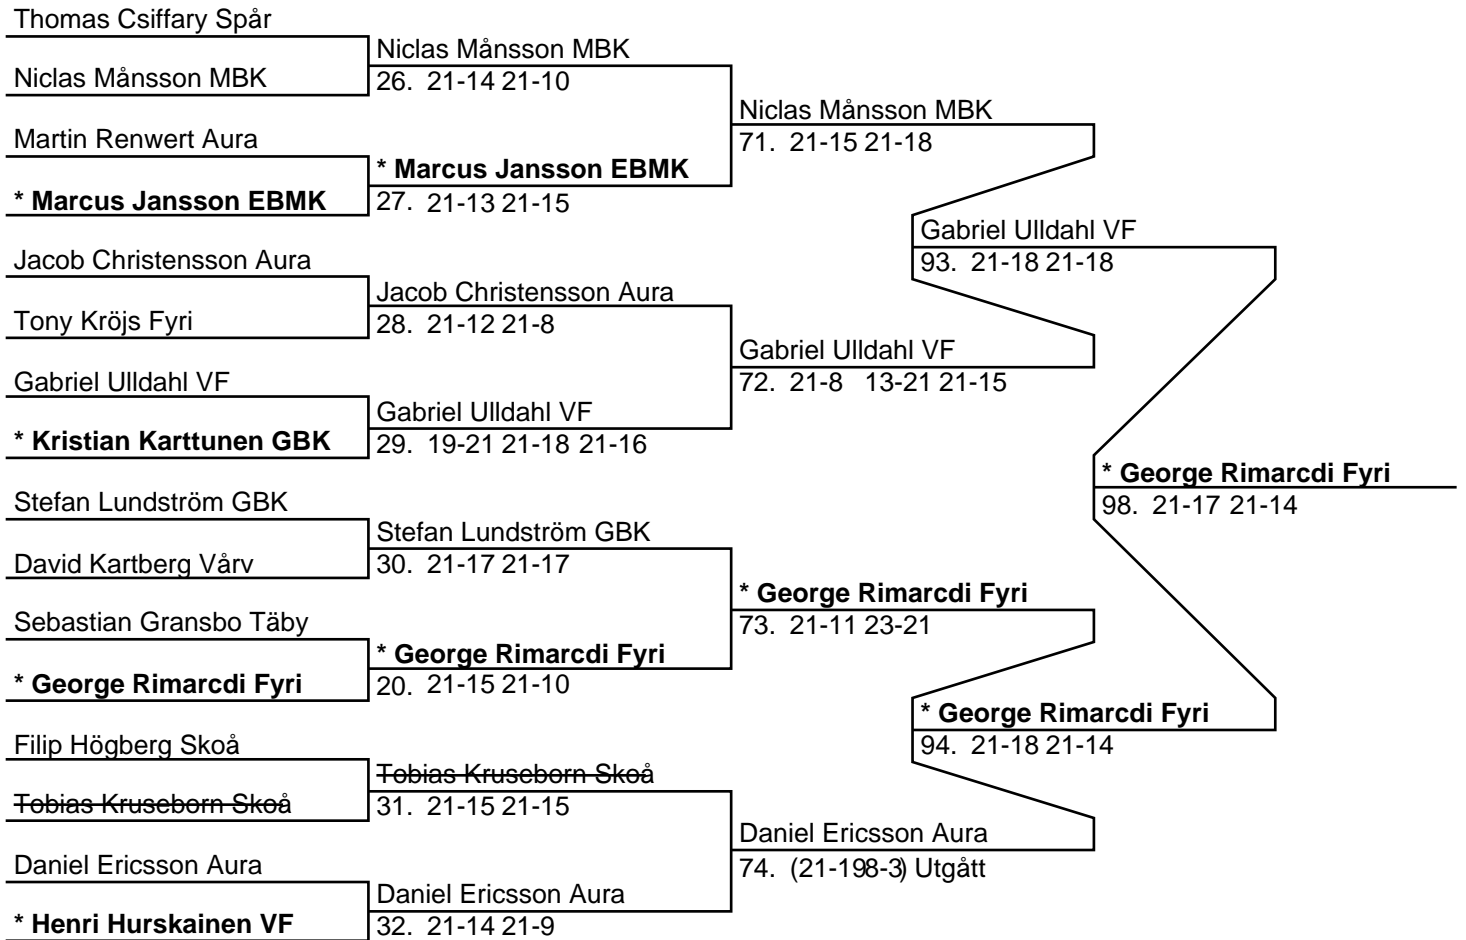 Thomas Csiffary Spår
Niclas Månsson MBK
Niclas Månsson MBK
26. 21-14 21-10
Niclas Månsson MBK
71. 21-15 21-18
Martin Renwert Aura
* Marcus Jansson EBMK
* Marcus Jansson EBMK
27. 21-13 21-15
Gabriel Ulldahl VF
93. 21-18 21-18
Jacob Christensson Aura
Jacob Christensson Aura
Tony Kröjs Fyri
28. 21-12 21-8
Gabriel Ulldahl VF
72. 21-8 13-21 21-15
Gabriel Ulldahl VF
Gabriel Ulldahl VF
* Kristian Karttunen GBK
29. 19-21 21-18 21-16
* George Rimarcdi Fyri
98. 21-17 21-14
Stefan Lundström GBK
Stefan Lundström GBK
David Kartberg Vårv
30. 21-17 21-17
* George Rimarcdi Fyri
73. 21-11 23-21
Sebastian Gransbo Täby
* George Rimarcdi Fyri
* George Rimarcdi Fyri
20. 21-15 21-10
* George Rimarcdi Fyri
94. 21-18 21-14
Filip Högberg Skoå
Tobias Kruseborn Skoå
Tobias Kruseborn Skoå
31. 21-15 21-15
Daniel Ericsson Aura
74. (21-198-3) Utgått
Daniel Ericsson Aura
Daniel Ericsson Aura
* Henri Hurskainen VF
32. 21-14 21-9